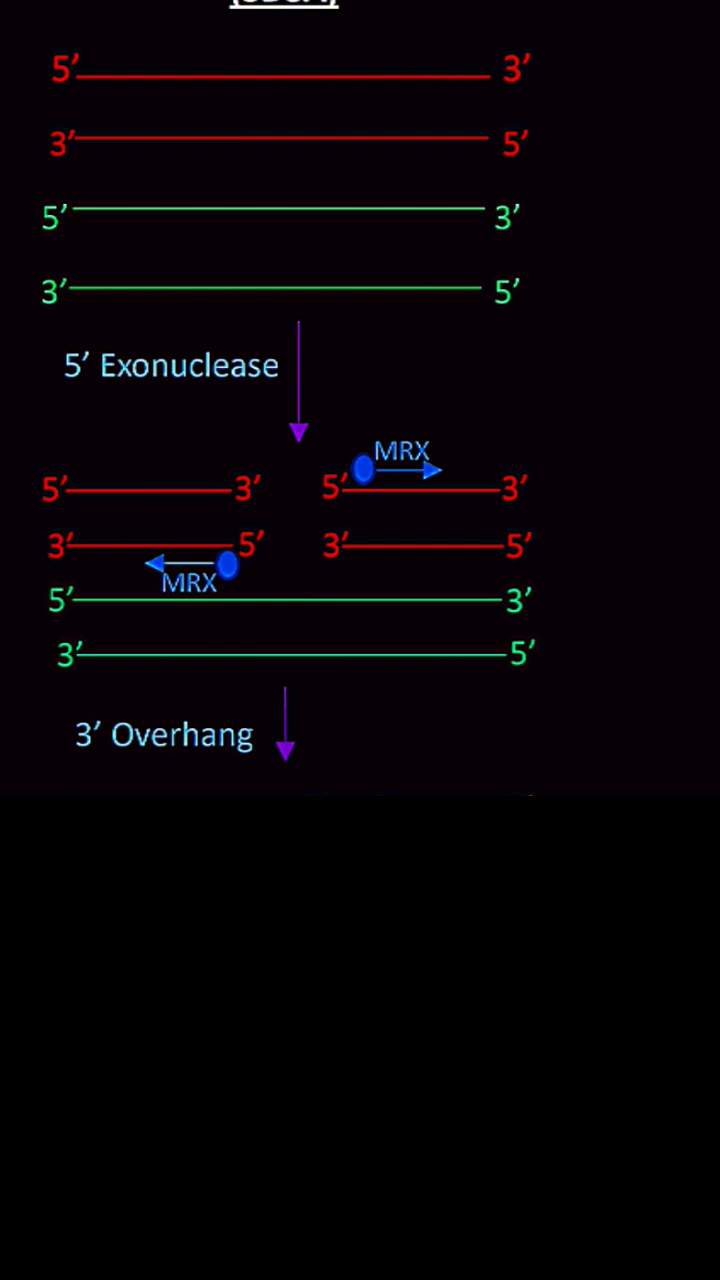 5′ 3′
3′ 5′
5′ 3′
3′ 5′
5′ Exonuclease
MRX
5′ 3′ 5′ 3′
3′ 5′ 3′ 5′
MRX
5′ 3′
3′ 5′
3′ Overhang